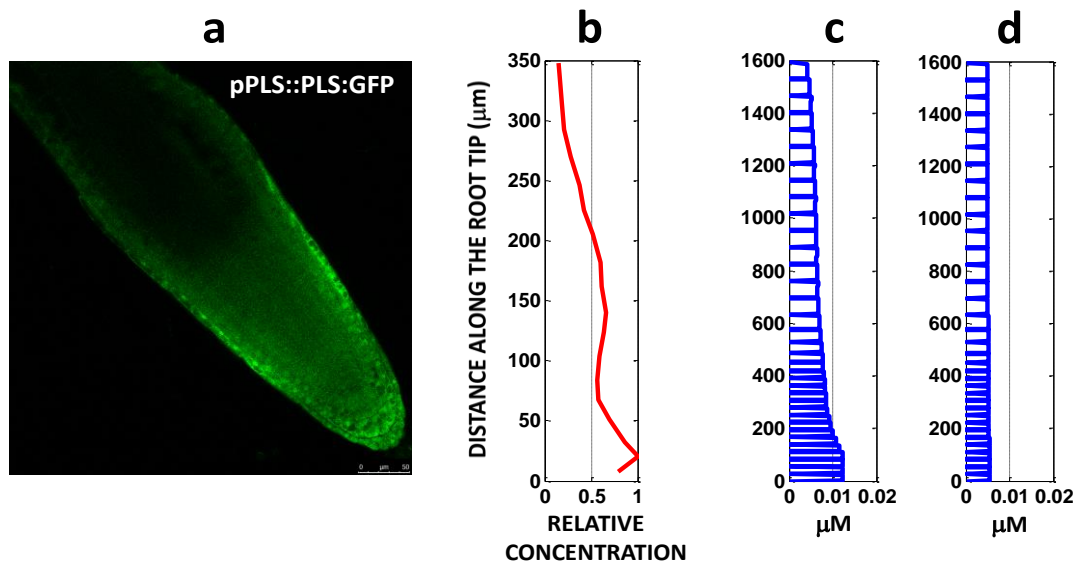 a
b
c
d
pPLS::PLS:GFP
0 µm 50
DISTANCE ALONG THE ROOT TIP (µm)
350
300
250
200
150
100
50
0
0 0.5 1
RELATIVE
CONCENTRATION
1600
1400
1200
1000
800
600
400
200
0
0 0.01 0.02
µM
1600
1400
1200
1000
800
600
400
200
0
0 0.01 0.02
µM